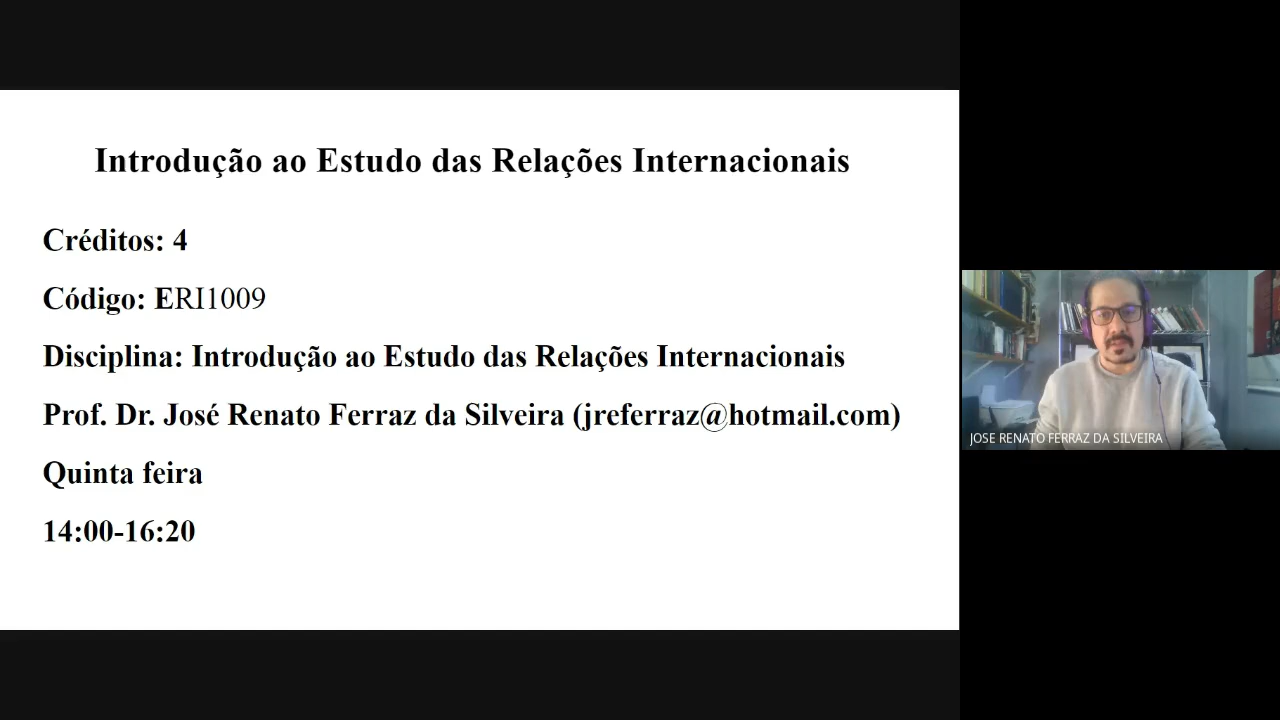 Introdução ao Estudo das Relações Internacionais
Créditos: 4
Código: ERI1009
Disciplina: Introdução ao Estudo das Relações Internacionais
Prof. Dr. José Renato Ferraz da Silveira (jreferraz@hotmail.com)
Quinta feira
14:00-16:20
JOSE RENATO FERRAZ DA SILVEIRA